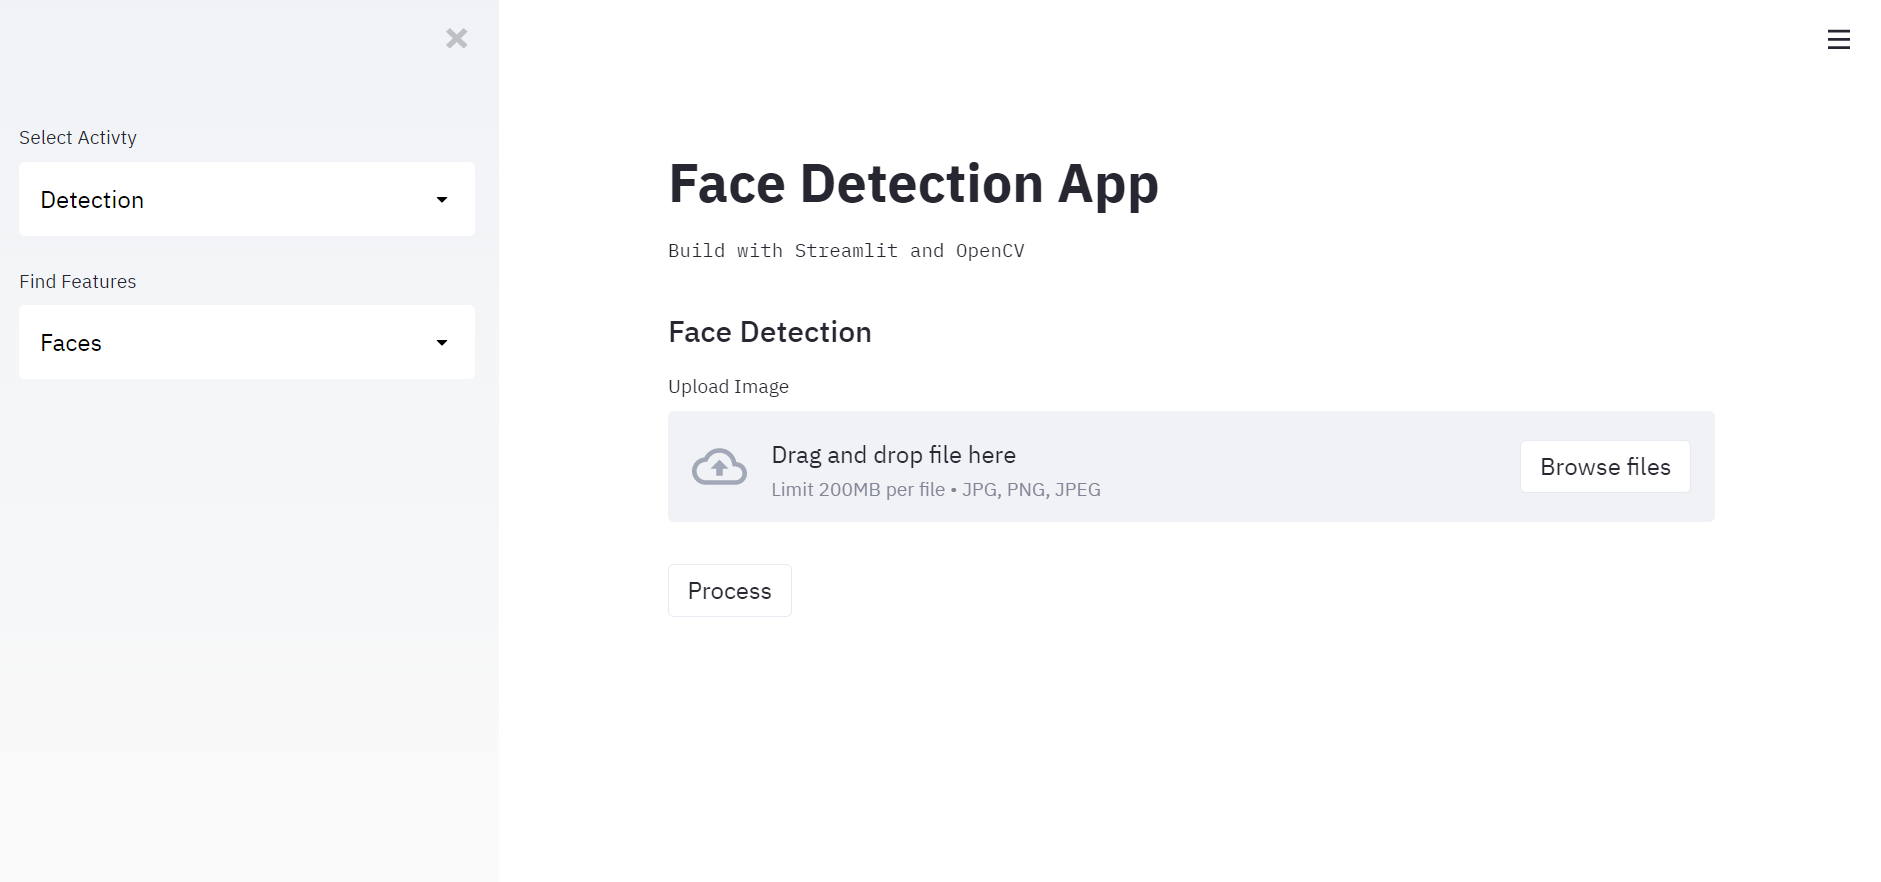 Select Activty
Detection
Find Features
Faces
Face Detection App
Build with Streamlit and OpenCV
Face Detection
Upload Image
Drag and drop file here
Limit 200MB per file • JPG, PNG, JPEG
Browse files
Process